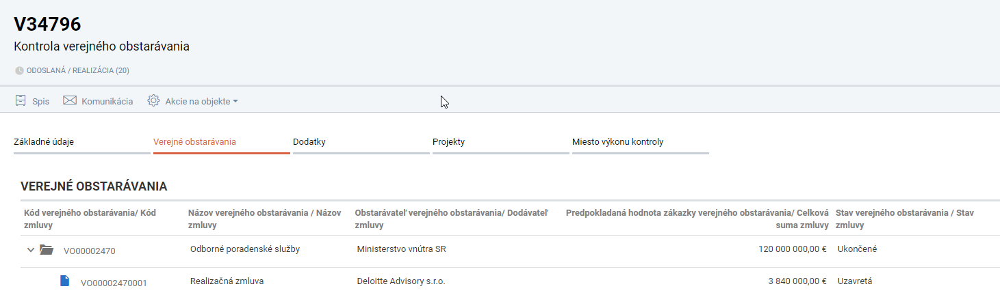 V34796
Kontrola verejného obstarávania
ODOSLANÁ / REALIZÁCIA (20)
Spis Komunikácia Akcie na objekte
Základné údaje Verejné obstarávania Dodatky Projekty Miesto výkonu kontroly
VEREJNÉ OBSTARÁVANIA
Kód verejného obstarávania/ Kód zmluvy
Názov verejného obstarávania / Názov zmluvy
Obstarávateľ verejného obstarávania/ Dodávateľ zmluvy
Predpokladaná hodnota zákazky verejného obstarávania/ Celková suma zmluvy
Stav verejného obstarávania / Stav zmluvy
VO00002470 Odborné poradenské služby Ministerstvo vnútra SR 120 000 000,00 € Ukončené
VO00002470001 Realizačná zmluva Deloitte Advisory s.r.o. 3 840 000,00 € Uzavretá